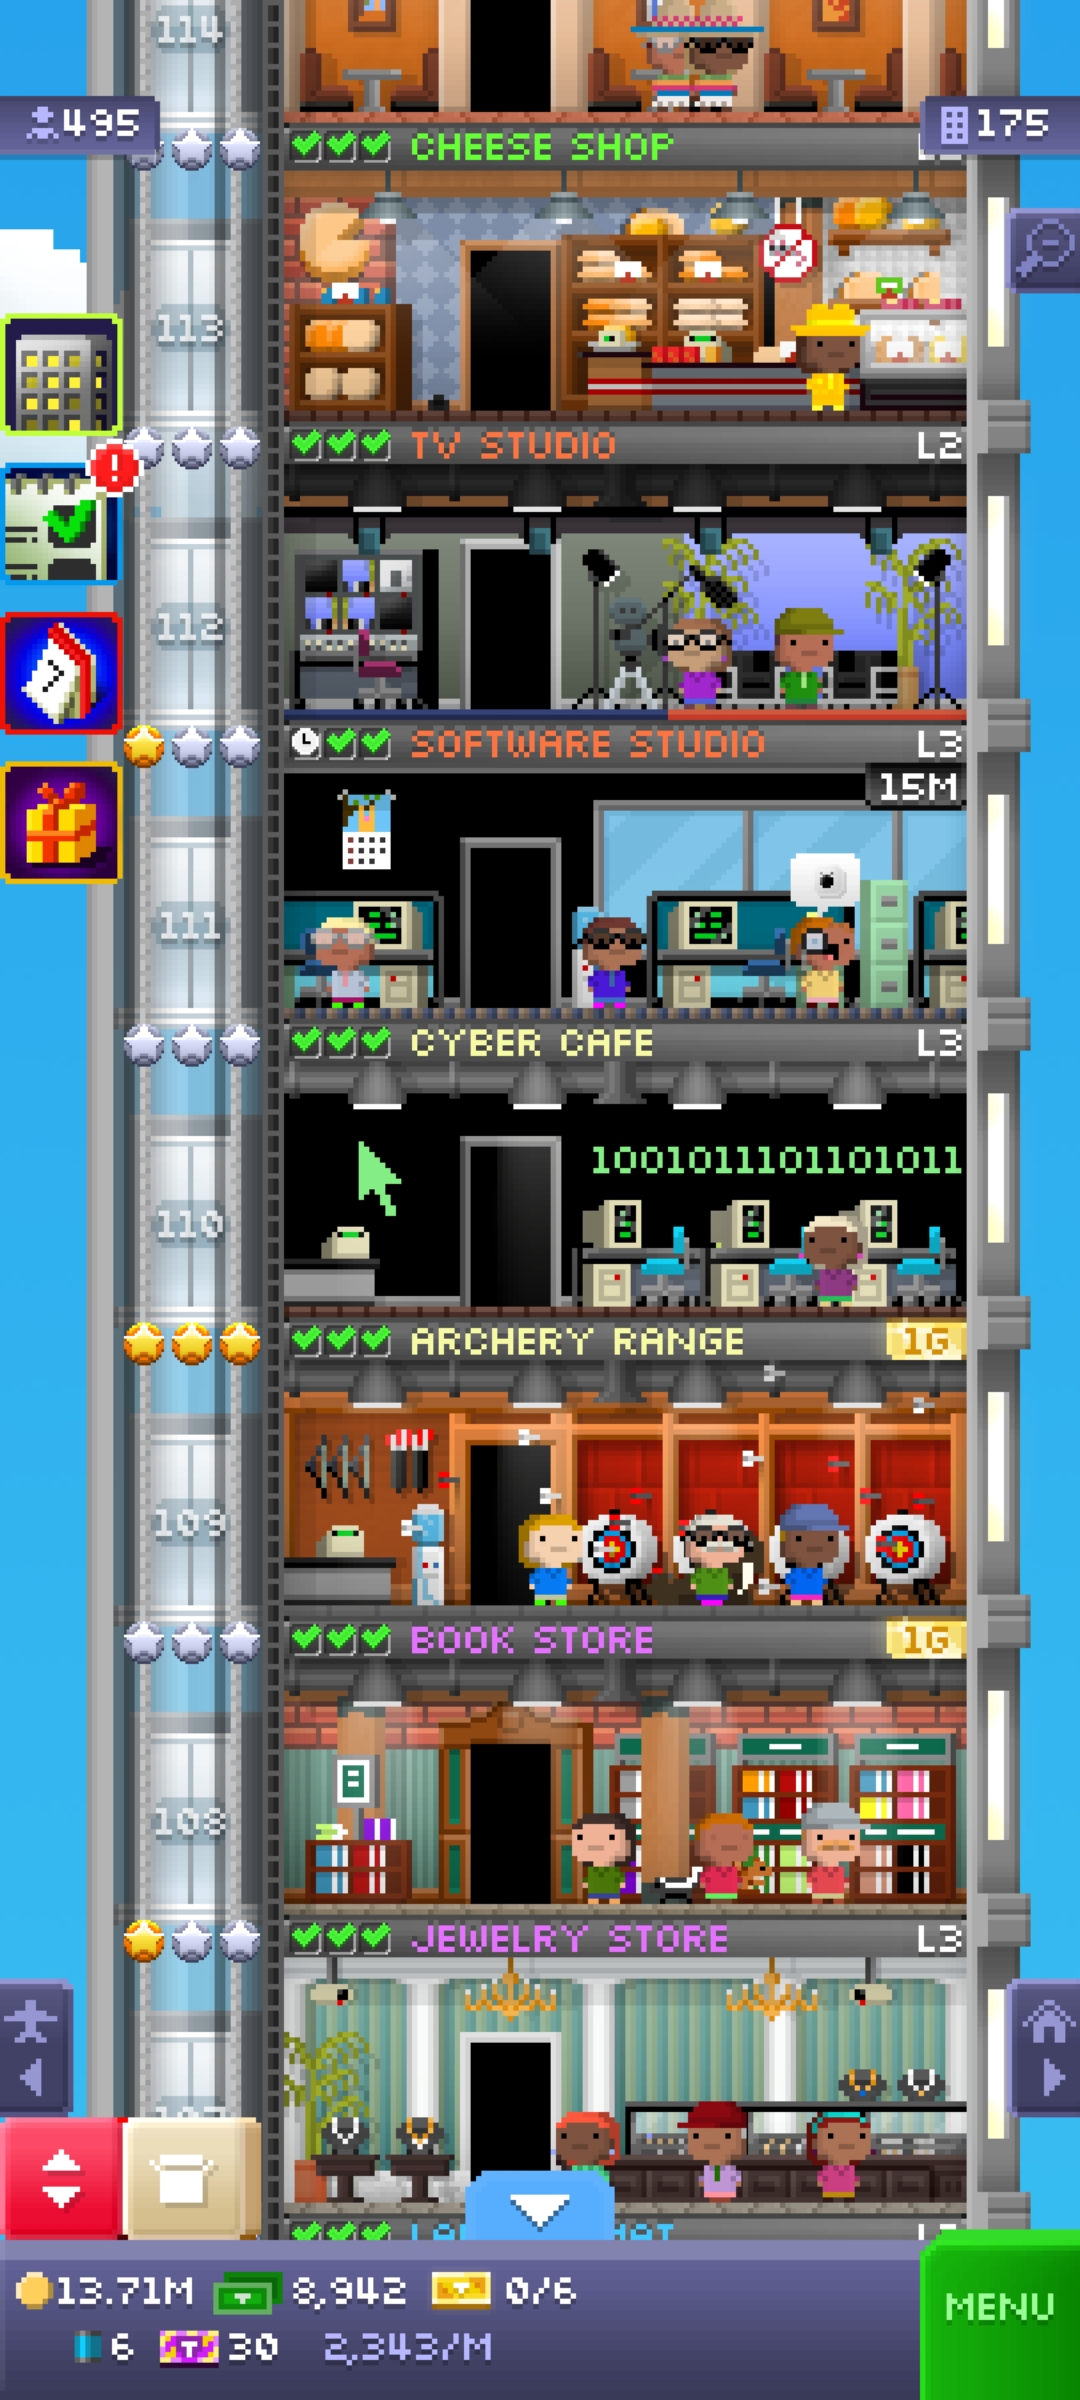 114
495
175
CHEESE SHOP
113
TV STUDIO L2
112
SOFTWARE STUDIO L3
15M
111
CYBER CAFE L3
1001011101101011
110
ARCHERY RANGE 1G
109
BOOK STORE 1G
108
JEWELRY STORE L3
13.71M 8,942 0/6
MENU
6 30 2,343/M